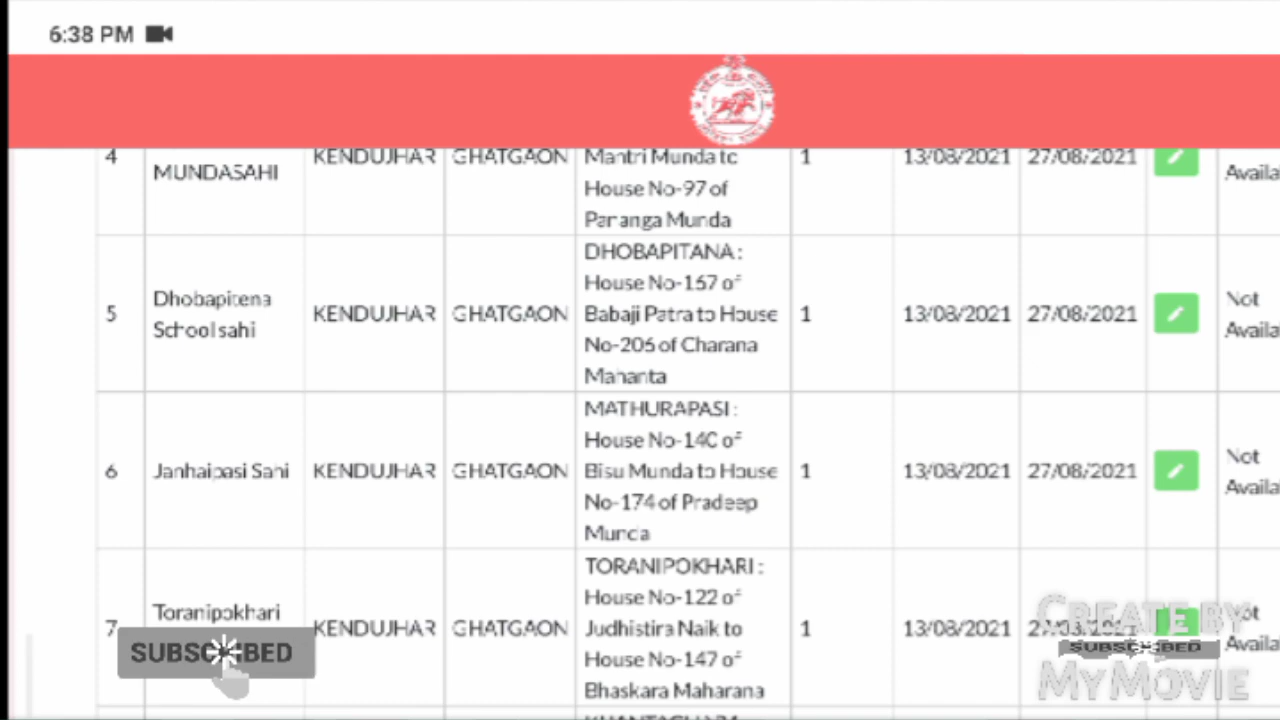 6:38 PM
4
MUNDASAHI
KENDUJHAR
GHATGAON
Mantri Munda to
House No-97 of
Pananga Munda
1
13/08/2021
27/08/2021
Availa
5
Dhobapitena
School sahi
KENDUJHAR
GHATGAON
DHOBAPITANA :
House No-167 of
Babaji Patra to House
No-206 of Charana
Mahanta
1
13/08/2021
27/08/2021
Not
Availa
6
Janhaipasi Sahi
KENDUJHAR
GHATGAON
MATHURAPASI :
House No-140 of
Bisu Munda to House
No-174 of Pradeep
Munda
1
13/08/2021
27/08/2021
Not
Availa
7
Toranipokhari
KENDUJHAR
GHATGAON
TORANIPOKHARI :
House No-122 of
Judhistira Naik to
House No-147 of
Bhaskara Maharana
1
13/08/2021
Availa
SUBSCRIBED
CREATE BY
SUBSCRIBED
MYMOVIE